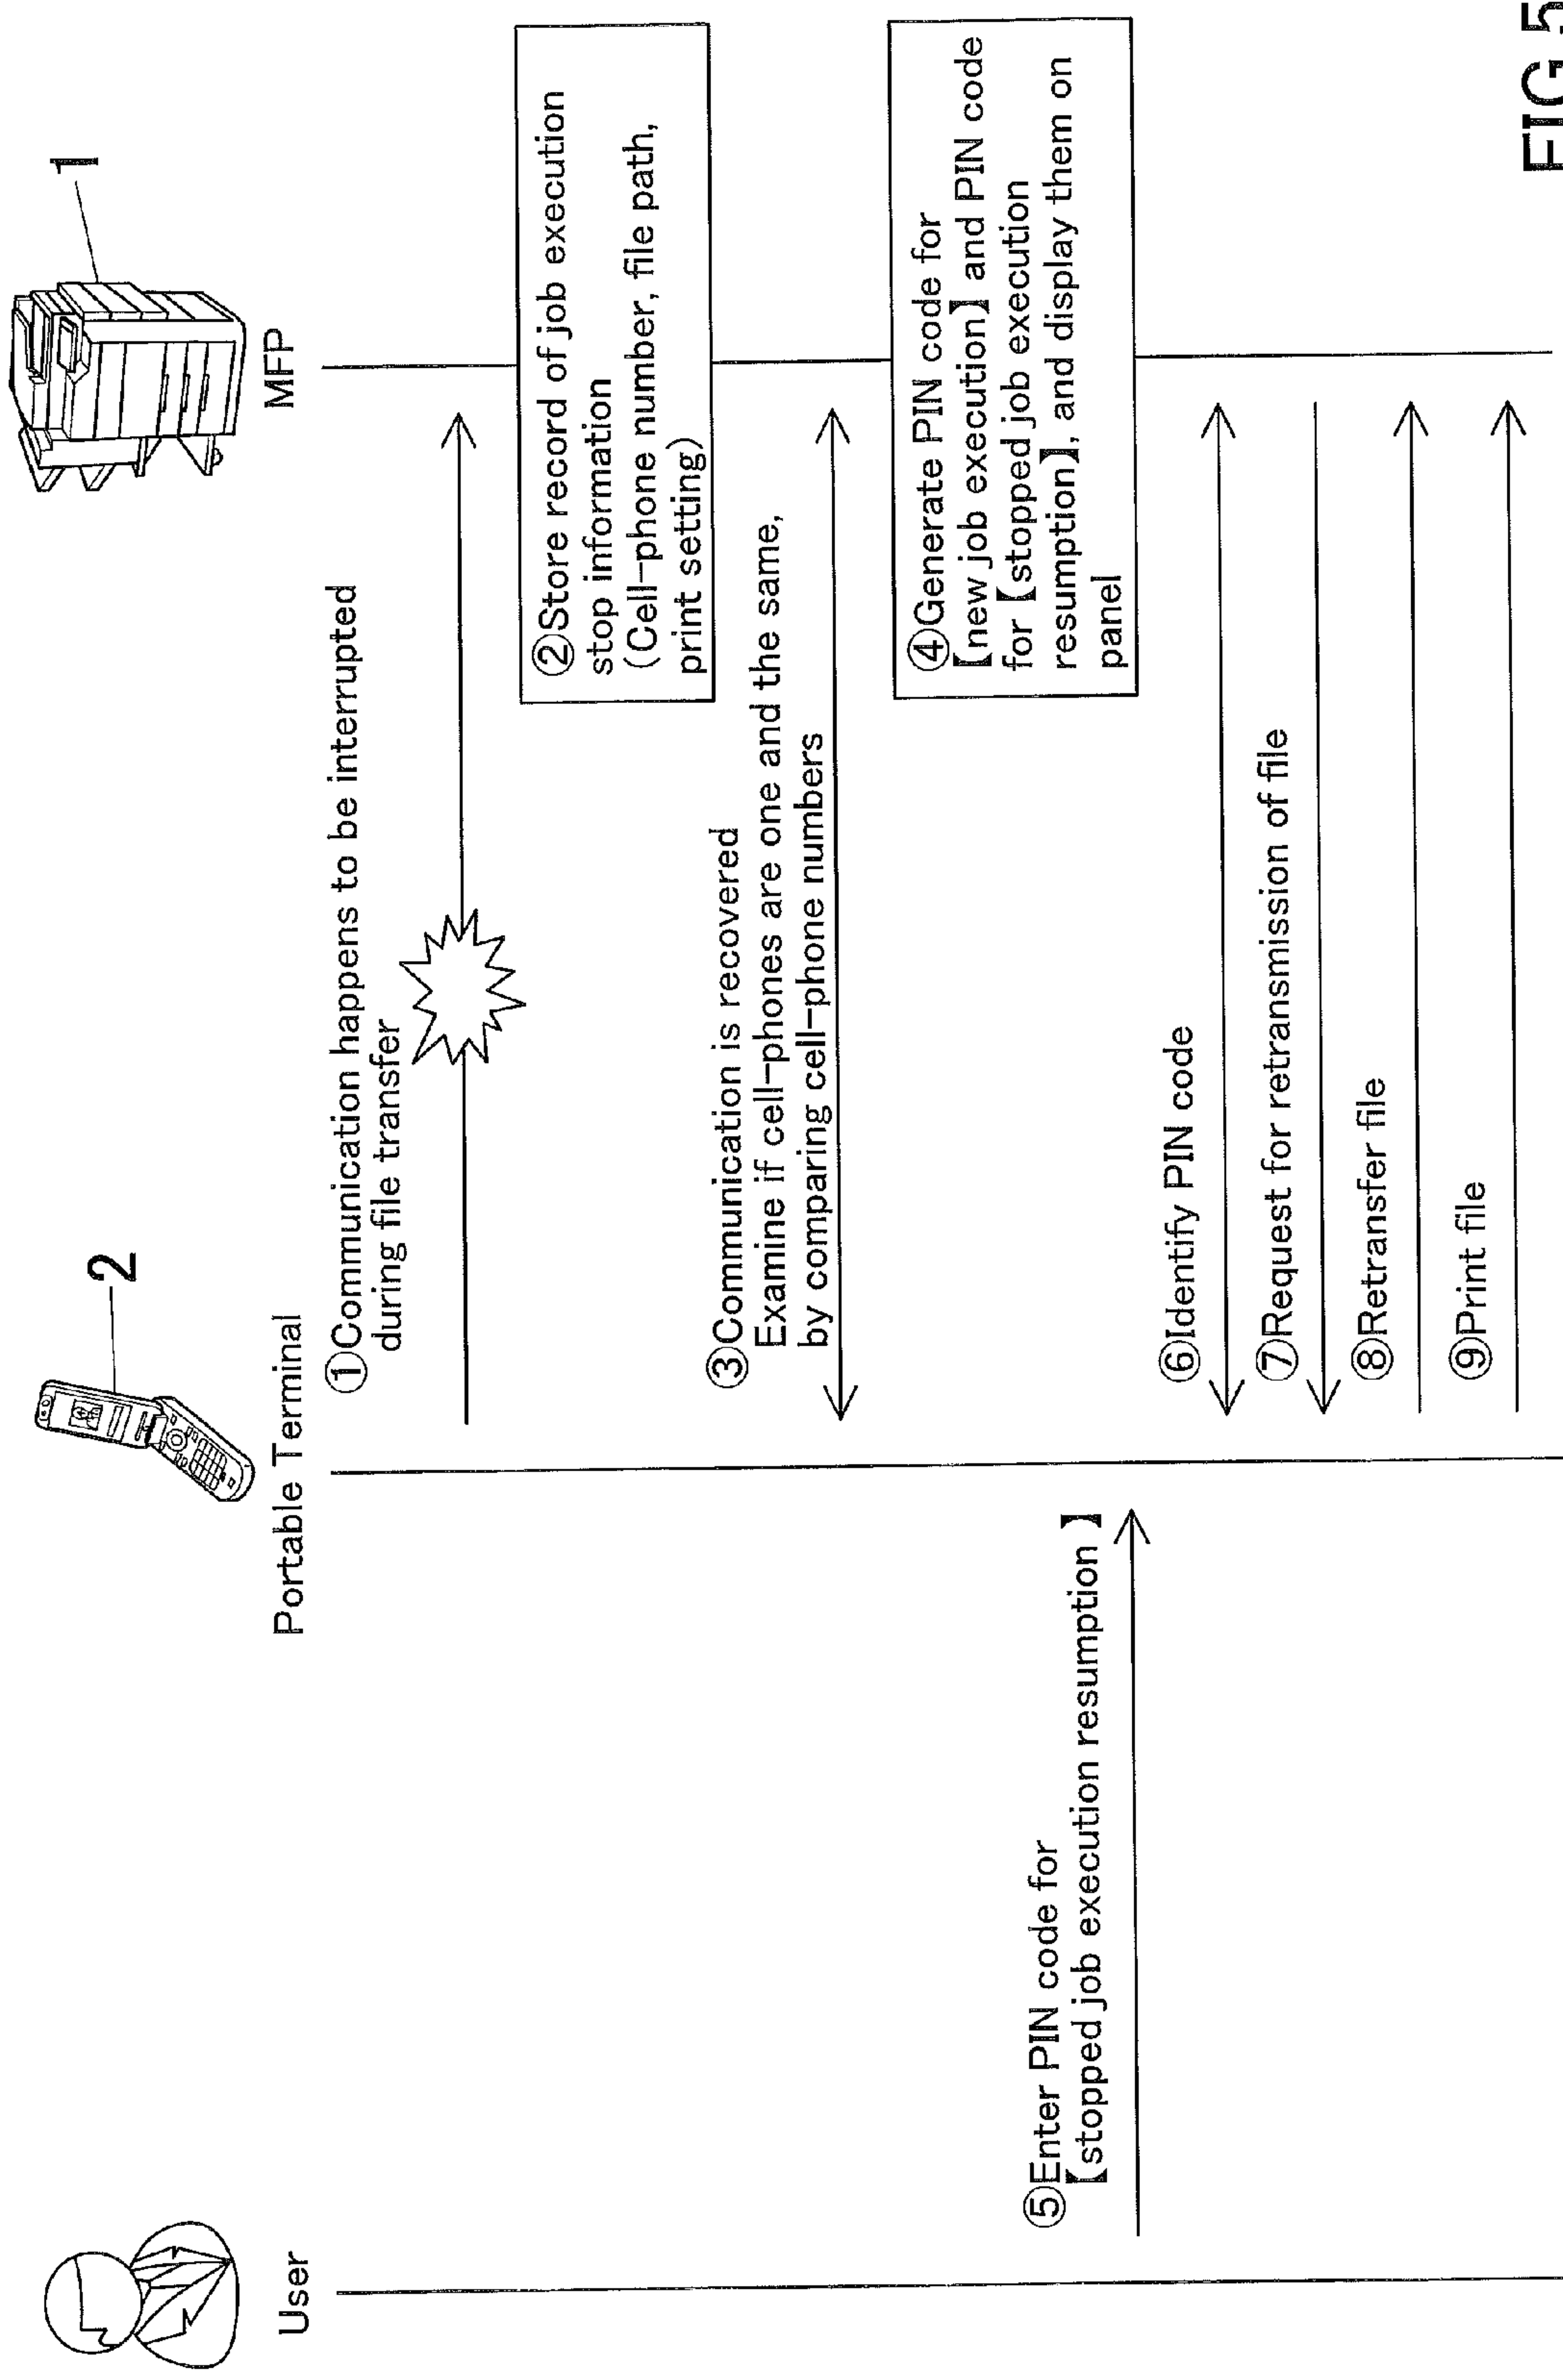 User
Portable Terminal
2
MFP
1
①Communication happens to be interrupted
during file transfer
②Store record of job execution
stop information
(Cell-phone number, file path,
print setting)
③Communication is recovered
Examine if cell-phones are one and the same,
by comparing cell-phone numbers
④Generate PIN code for
【new job execution】and PIN code
for【stopped job execution
resumption】, and display them on
panel
⑤Enter PIN code for
【stopped job execution resumption】
⑥Identify PIN code
⑦Request for retransmission of file
⑧Retransfer file
⑨Print file
FIG.5